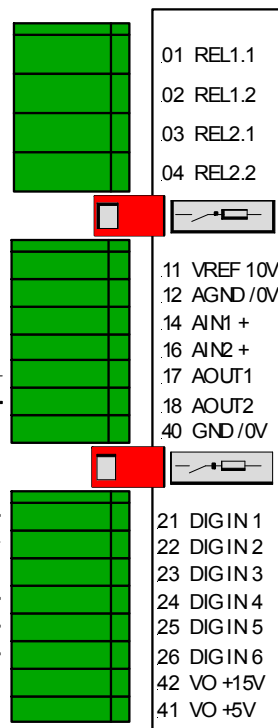 01 REL1.1
02 REL1.2
03 REL2.1
04 REL2.2
11 VREF 10V
12 AGND/0V
14 AIN1 +
16 AIN2 +
17 AOUT1
18 AOUT2
40 GND/0V
21 DIGIN 1
22 DIGIN 2
23 DIGIN 3
24 DIGIN 4
25 DIGIN 5
26 DIGIN 6
42 VO +15V
41 VO +5V